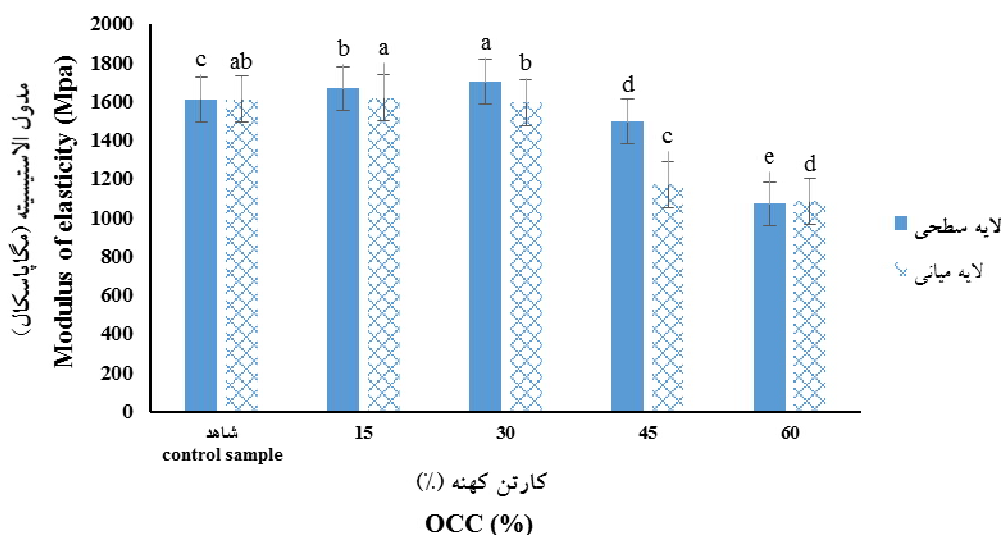 مدول الاستیسیته (مگاپاسکال)
Modulus of elasticity (Mpa)
2000
1800
1600
1400
1200
1000
800
600
400
200
0
c
ab
b
a
a
b
d
c
e
d
لایه سطحی
لایه میانی
شاهد
control sample
15
30
45
60
کارتن کهنه (٪)
OCC (%)